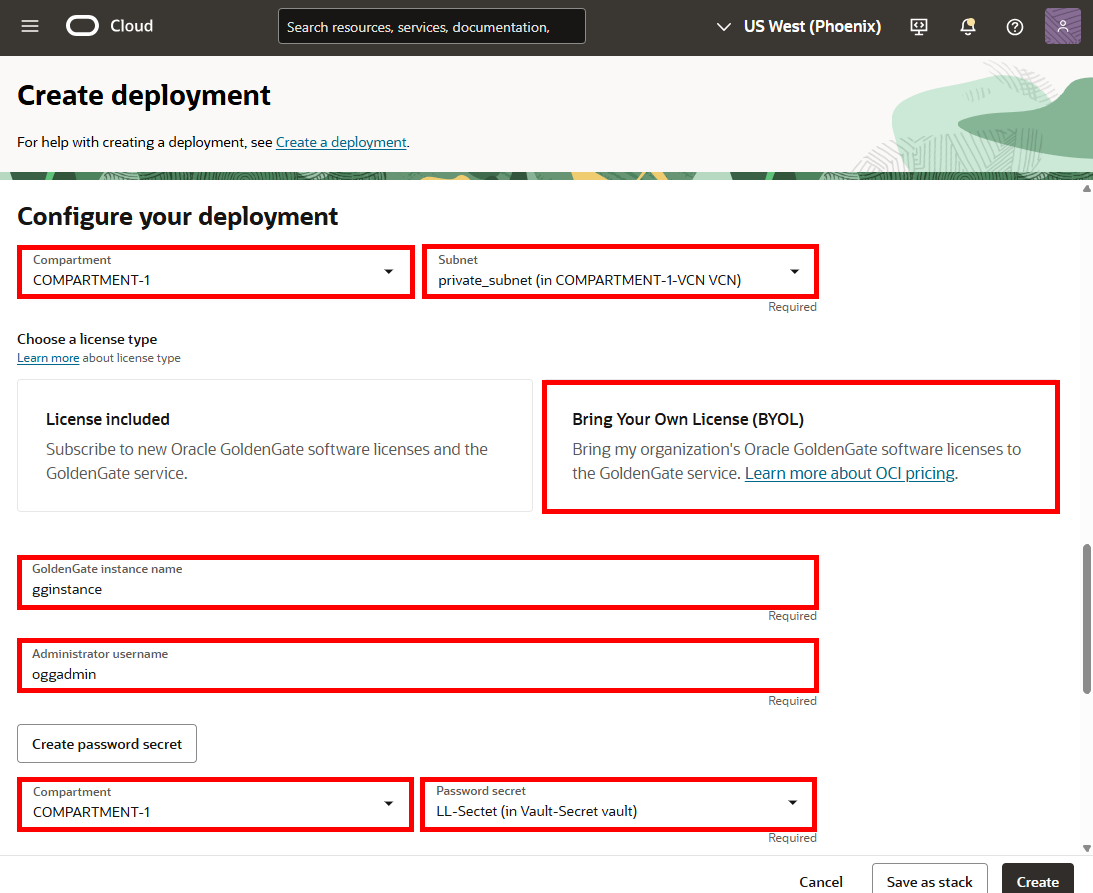 Cloud
Search resources, services, documentation,
US West (Phoenix)
Create deployment
For help with creating a deployment, see Create a deployment.
Configure your deployment
Compartment
COMPARTMENT-1
Subnet
private_subnet (in COMPARTMENT-1-VCN VCN)
Required
Choose a license type
Learn more about license type
License included
Subscribe to new Oracle GoldenGate software licenses and the
GoldenGate service.
Bring Your Own License (BYOL)
Bring my organization's Oracle GoldenGate software licenses to
the GoldenGate service. Learn more about OCI pricing.
GoldenGate instance name
gginstance
Required
Administrator username
oggadmin
Required
Create password secret
Compartment
COMPARTMENT-1
Password secret
LL-Sectet (in Vault-Secret vault)
Required
Cancel
Save as stack
Create